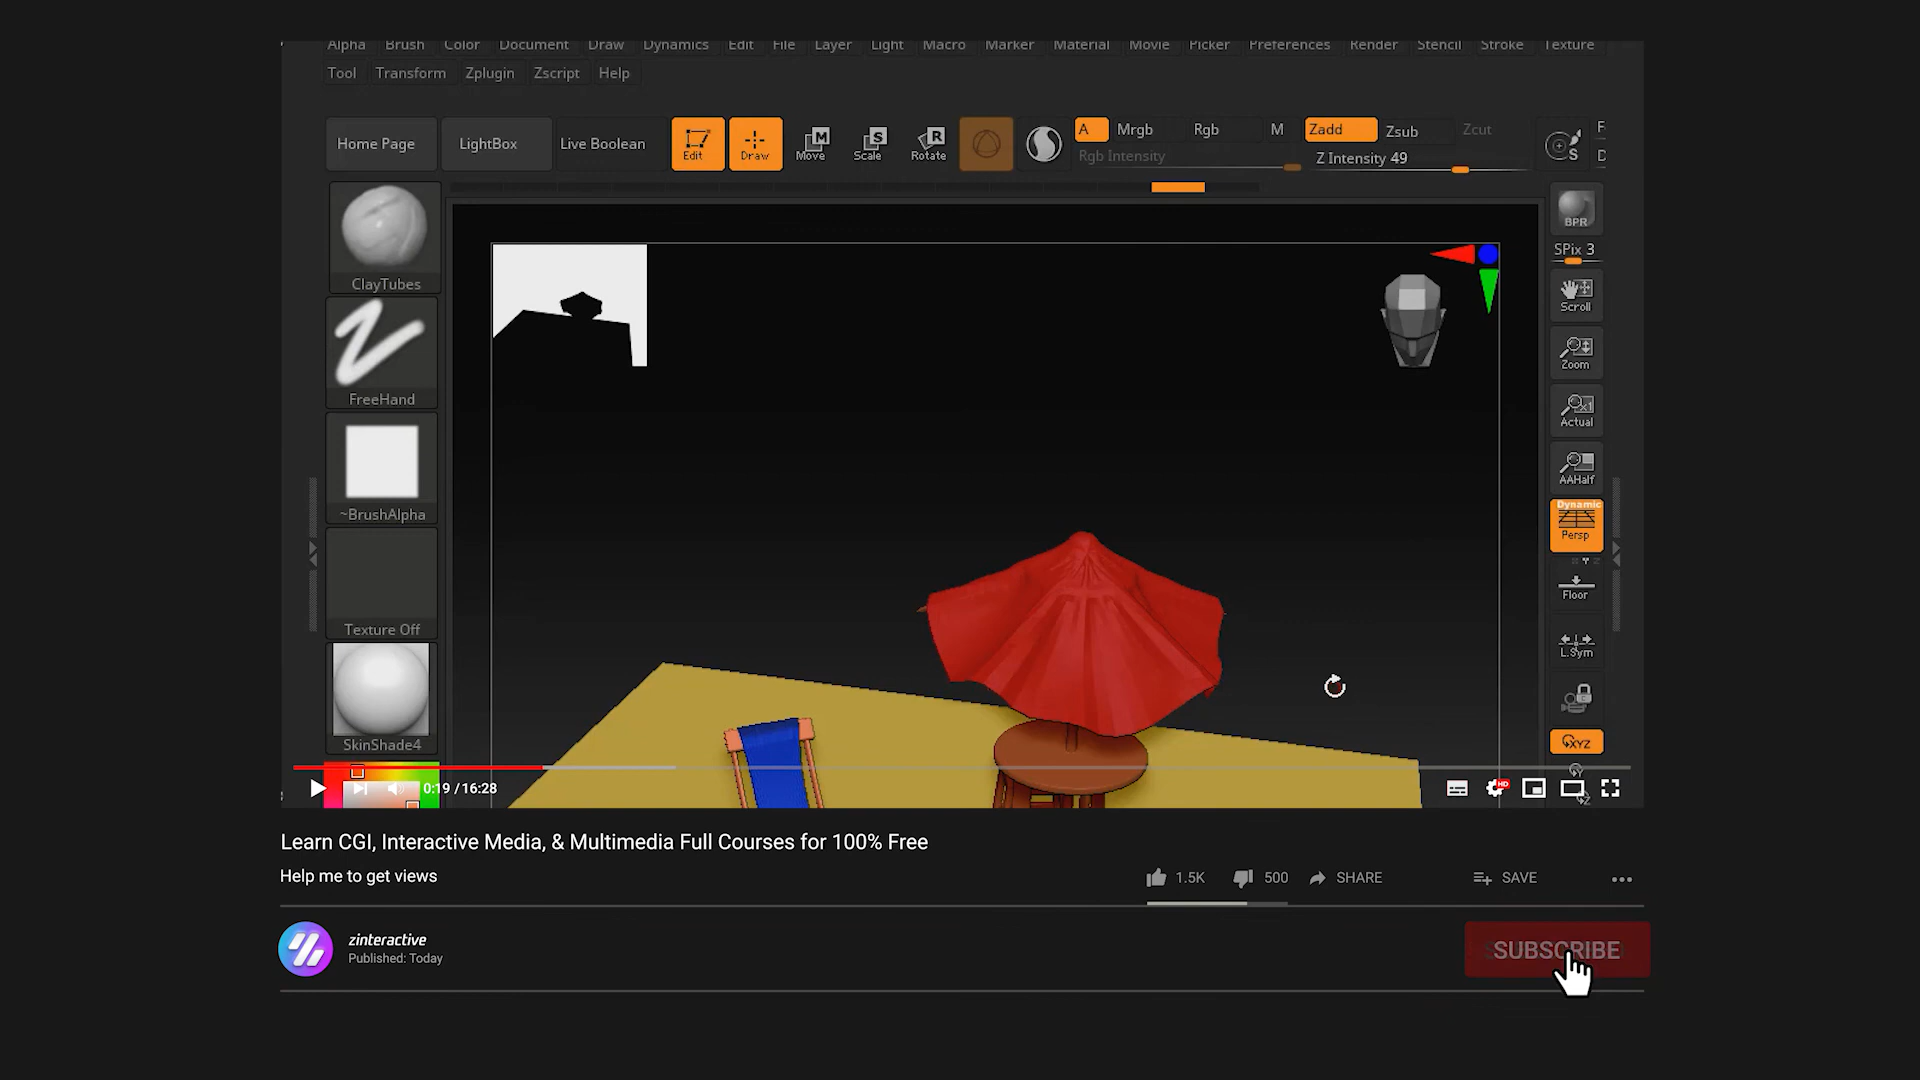 Alpha Brush Color Document Draw Dynamics Edit File Layer Light Macro Marker Material Movie Picker Preferences Render Stencil Stroke Texture
Tool Transform Zplugin Zscript Help
Home Page LightBox Live Boolean Edit Draw Move Scale Rotate A Mrgb Rgb M Zadd Zsub Zcut
Rgb Intensity Z Intensity 49
ClayTubes
FreeHand
~BrushAlpha
Texture Off
SkinShade4
BPR
SPix 3
Scroll
Zoom
Actual
AAHalf
Dynamic
Persp
Floor
L.Sym
XYZ
0:19 / 16:28
HD
Learn CGI, Interactive Media, & Multimedia Full Courses for 100% Free
Help me to get views
1.5K 500 SHARE SAVE
zinteractive
Published: Today
SUBSCRIBE